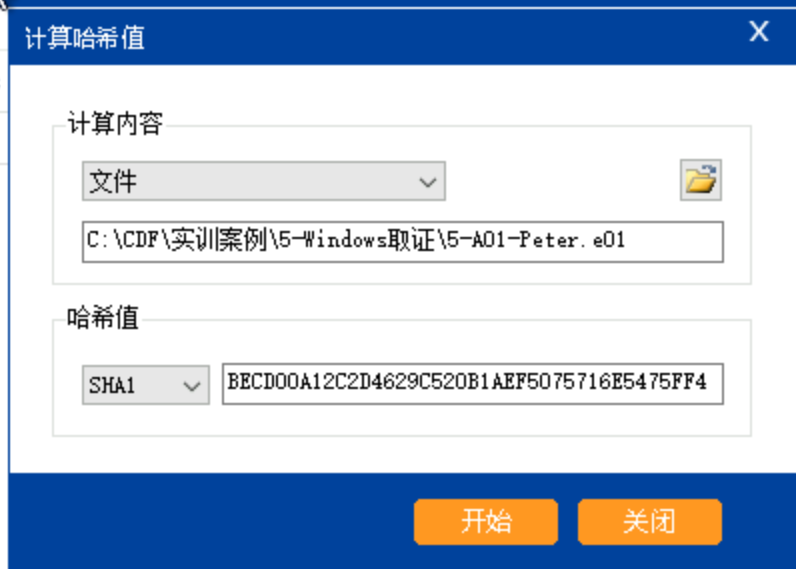 计算哈希值 X
计算内容
文件
C:\CDF\实训案例\5-Windows取证\5-A01-Peter.e01
哈希值
SHA1 BECD00A12C2D4629C520B1AEF5075716E5475FF4
开始 关闭